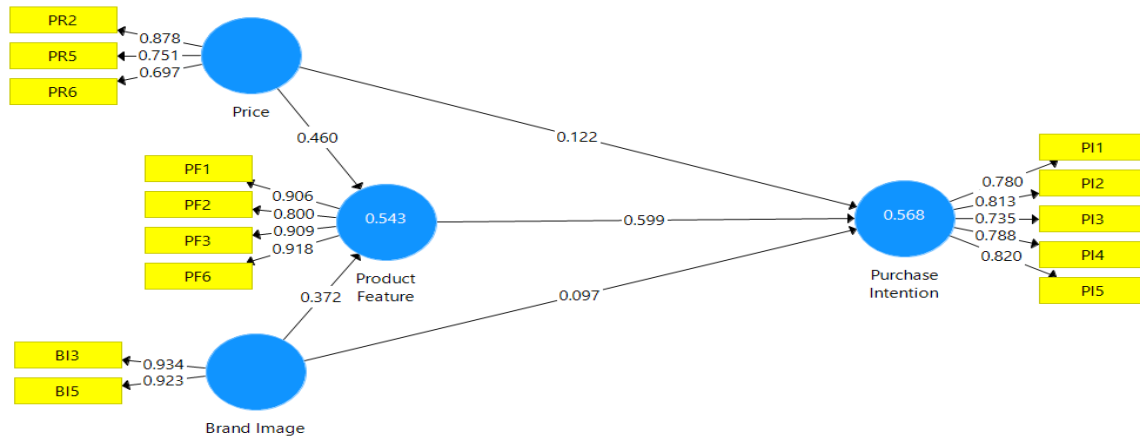 PR2
0.878
PR5
0.751
PR6
0.697
Price
0.460
0.122
PF1
0.906
PF2
0.800
PF3
0.909
PF6
0.918
0.543
Product
Feature
0.599
0.568
Purchase
Intention
PI1
0.780
PI2
0.813
PI3
0.735
PI4
0.788
PI5
0.820
0.372
0.097
BI3
0.934
BI5
0.923
Brand Image